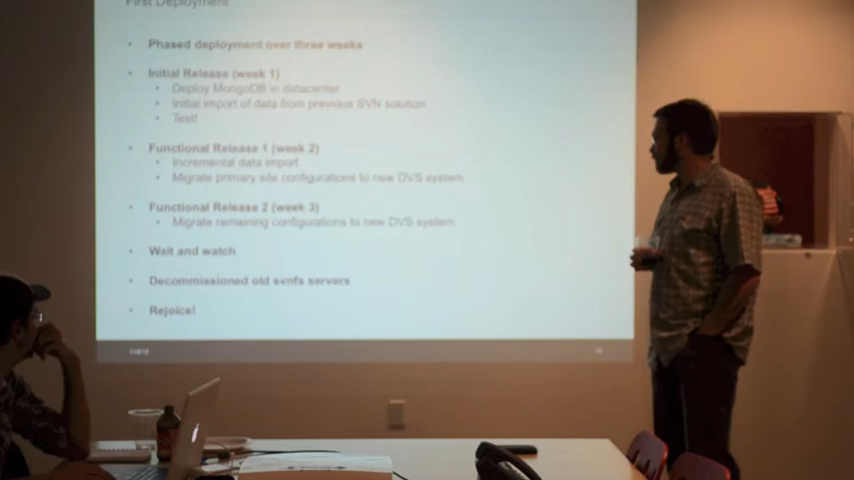 First Deployment
• Phased deployment over three weeks
• Initial Release (week 1)
• Deploy MongoDB in datacenter
• Initial import of data from previous SVN solution
• Test!
• Functional Release 1 (week 2)
• Incremental data import
• Migrate primary site configurations to new DVS system
• Functional Release 2 (week 3)
• Migrate remaining configurations to new DVS system
• Wait and watch
• Decommissioned old svnfs servers
• Rejoice!